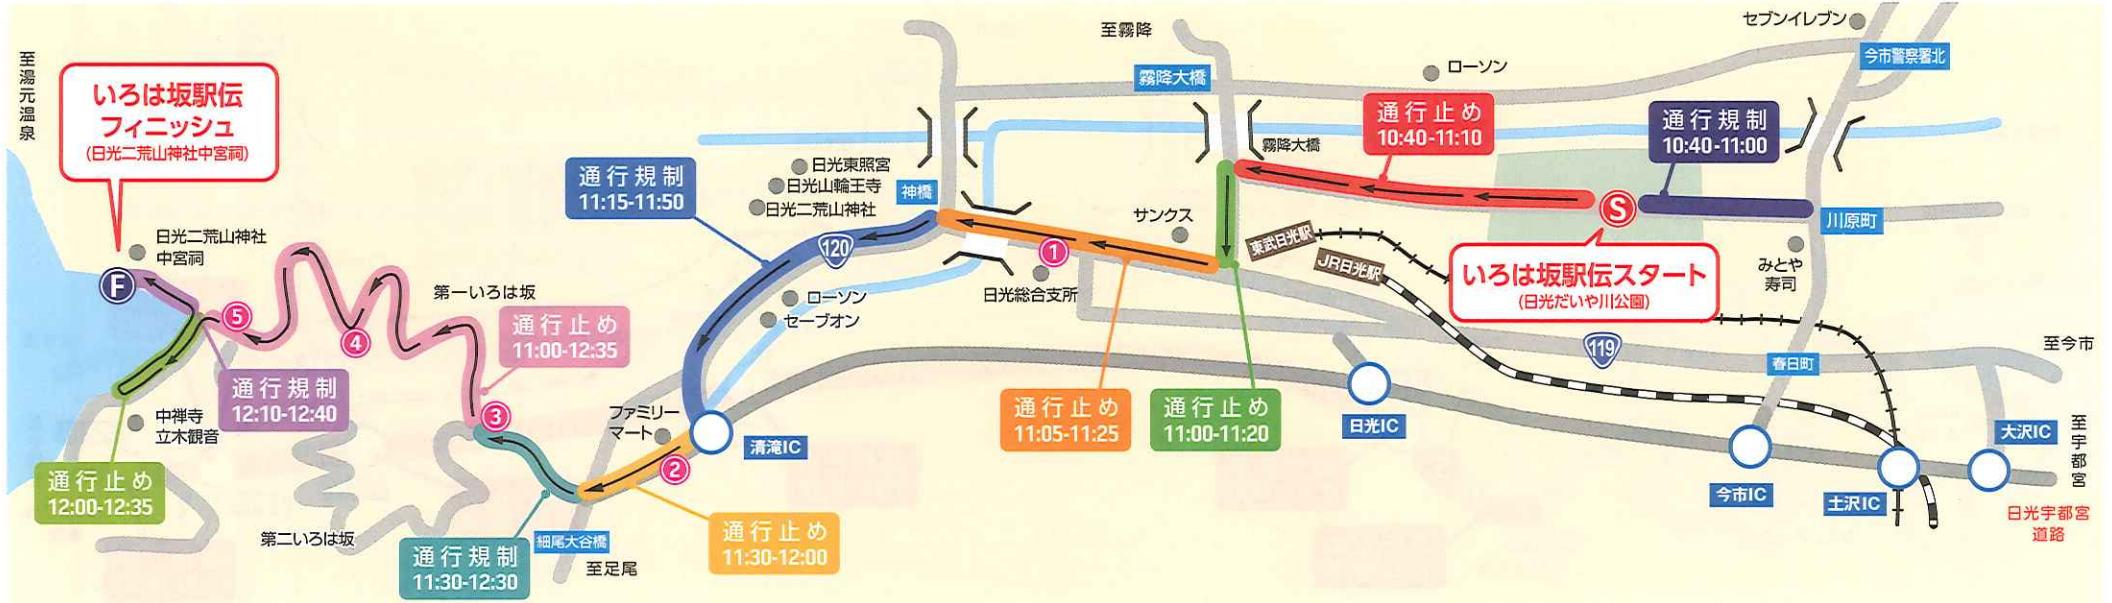 至湯元温泉
いろは坂駅伝
フィニッシュ
(日光二荒山神社中宮祠)
日光二荒山神社
中宮祠
F
5
4
3
第一いろは坂
通行止め
11:00-12:35
通行規制
12:10-12:40
中禅寺
立木観音
通行止め
12:00-12:35
第二いろは坂
通行規制
11:30-12:30
細尾大谷橋
至足尾
通行止め
11:30-12:00
ファミリー
マート
2
清滝IC
通行規制
11:15-11:50
120
日光東照宮
日光山輪王寺
日光二荒山神社
神橋
ローソン
セーブオン
至霧降
霧降大橋
霧降大橋
サンクス
1
日光総合支所
通行止め
11:05-11:25
通行止め
11:00-11:20
東武日光駅
JR日光駅
通行止め
10:40-11:10
ローソン
S
いろは坂駅伝スタート
(日光だいや川公園)
通行規制
10:40-11:00
セブンイレブン
今市警察署北
川原町
みとや
寿司
119
春日町
至今市
日光IC
今市IC
土沢IC
大沢IC
至宇都宮
日光宇都宮
道路